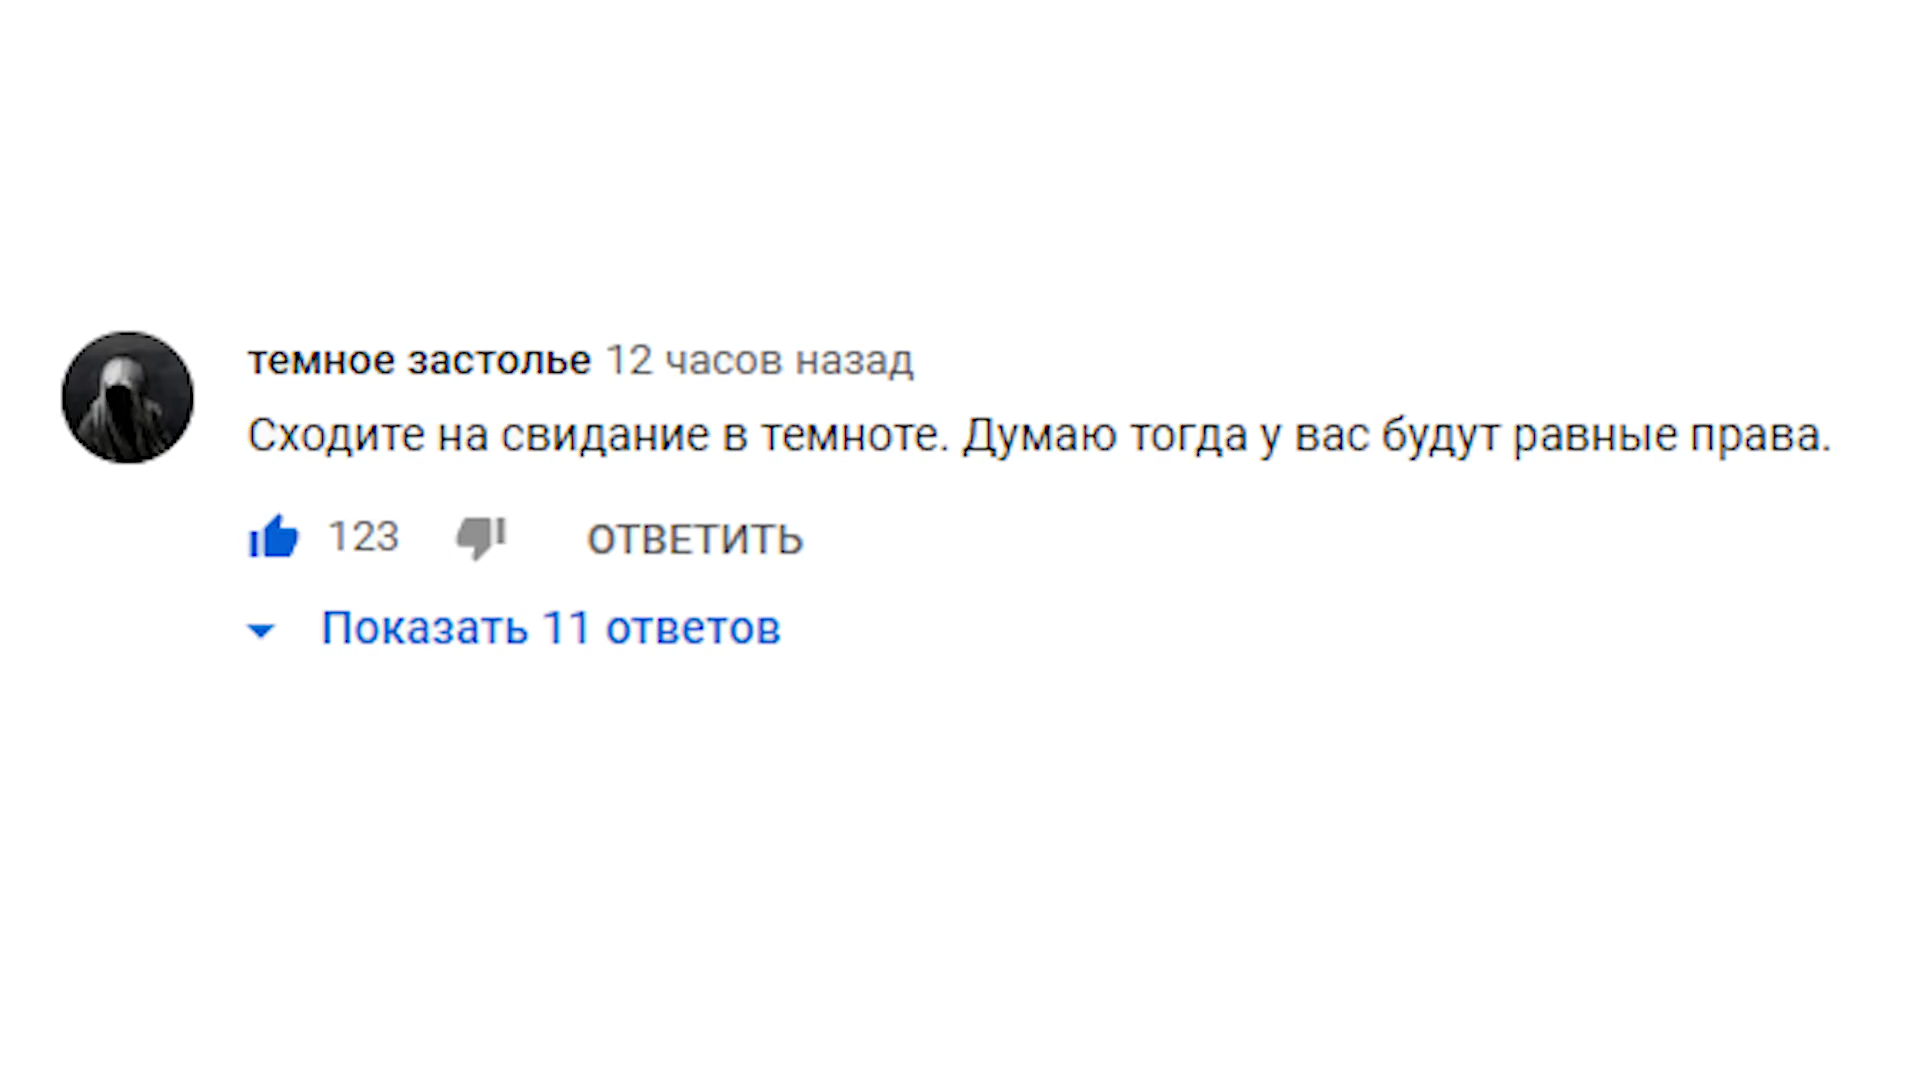 темное застолье 12 часов назад
Сходите на свидание в темноте. Думаю тогда у вас будут равные права.
123 ОТВЕТИТЬ
Показать 11 ответов